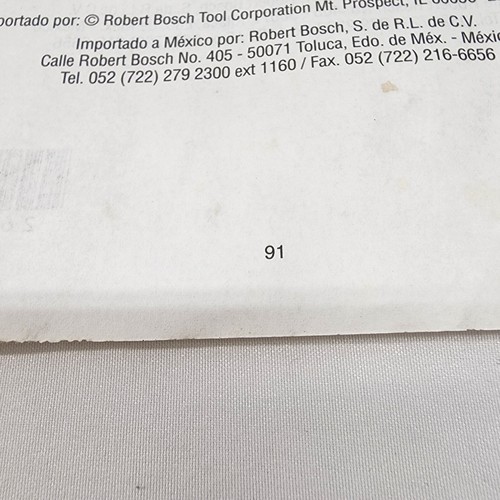 portado por: © Robert Bosch Tool Corporation Mt. Prospect, IL
Importado a México por: Robert Bosch, S. de R.L. de C.V.
Calle Robert Bosch No. 405 - 50071 Toluca, Edo. de Méx. - Méxic
Tel. 052 (722) 279 2300 ext 1160 / Fax. 052 (722) 216-6656
91